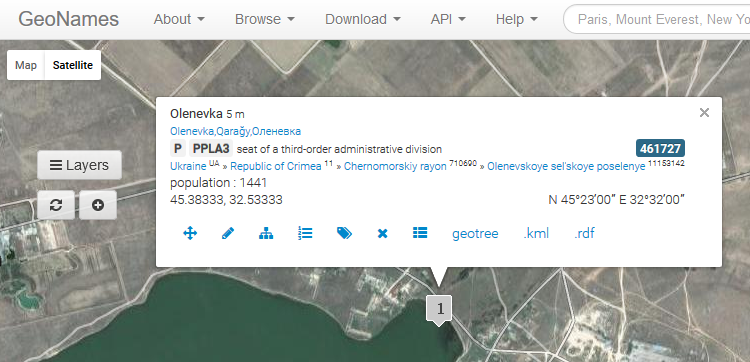 GeoNames About Browse Download API Help Paris, Mount Everest, New Yo
Map Satellite
Olenevka 5 m ×
Olenevka,Qarağy,Оленевка
P PPLA3 seat of a third-order administrative division 461727
Ukraine UA » Republic of Crimea 11 » Chernomorskiy rayon 710690 » Olenevskoye sel'skoye poselenye 11153142
population : 1441
45.38333, 32.53333 N 45°23′00″ E 32°32′00″
Layers
geotree .kml .rdf
1